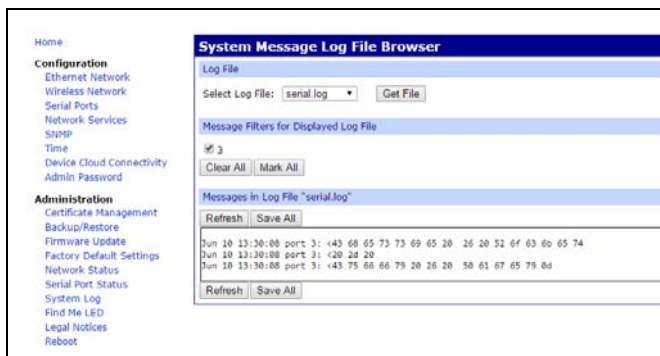 Home
Configuration
Ethernet Network
Wireless Network
Serial Ports
Network Services
SNMP
Time
Device Cloud Connectivity
Admin Password
Administration
Certificate Management
Backup/Restore
Firmware Update
Factory Default Settings
Network Status
Serial Port Status
System Log
Find Me LED
Legal Notices
Reboot
System Message Log File Browser
Log File
Select Log File: serial.log Get File
Message Filters for Displayed Log File
3
Clear All Mark All
Messages in Log File "serial.log"
Refresh Save All
Jun 10 13:30:08 port 3: <43 68 65 73 73 69 65 20 26 20 52 6f 63 6b 65 74
Jun 10 13:30:08 port 3: <20 2d 20
Jun 10 13:30:08 port 3: <43 75 66 66 79 20 26 20 50 61 67 65 79 0d
Refresh Save All